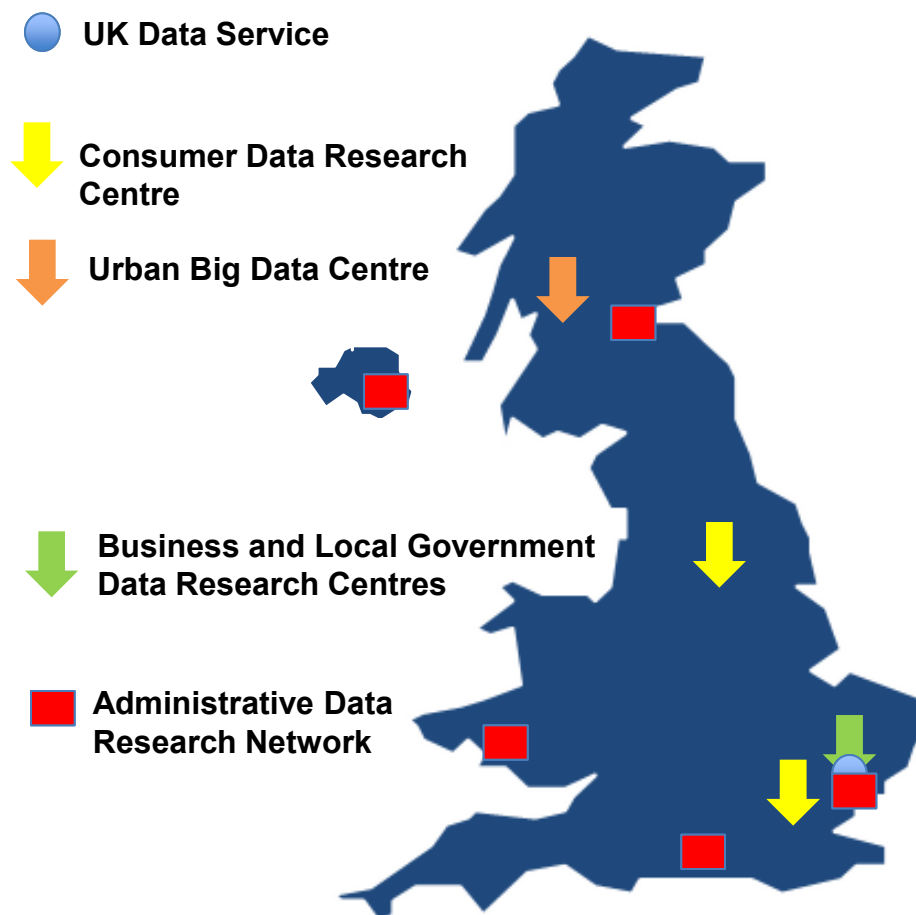 UK Data Service
Consumer Data Research
Centre
Urban Big Data Centre
Business and Local Government
Data Research Centres
Administrative Data
Research Network